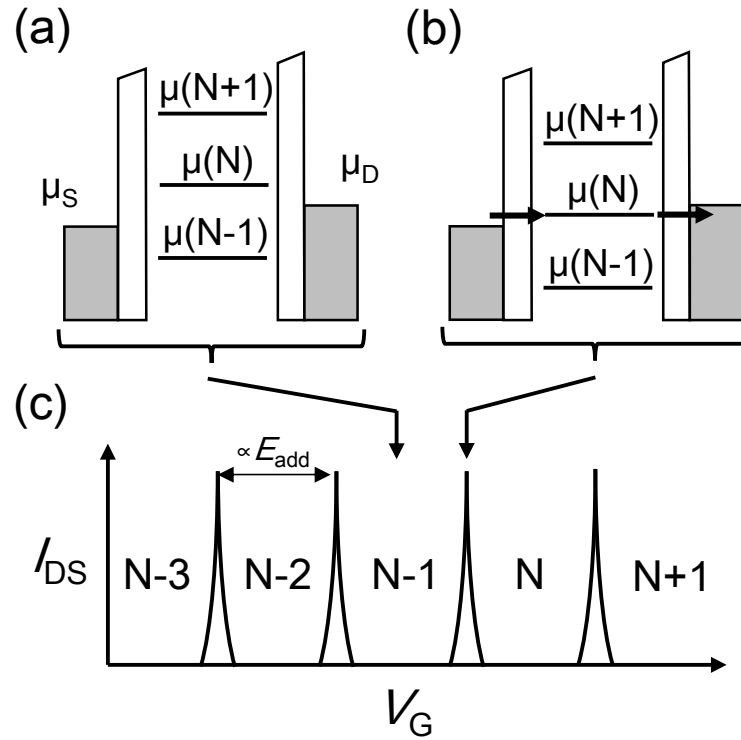 (a)
μ(N+1)
μ(N)
μ(N-1)
μS
μD
(b)
μ(N+1)
μ(N)
μ(N-1)
(c)
∝Eadd
IDS
N-3
N-2
N-1
N
N+1
VG